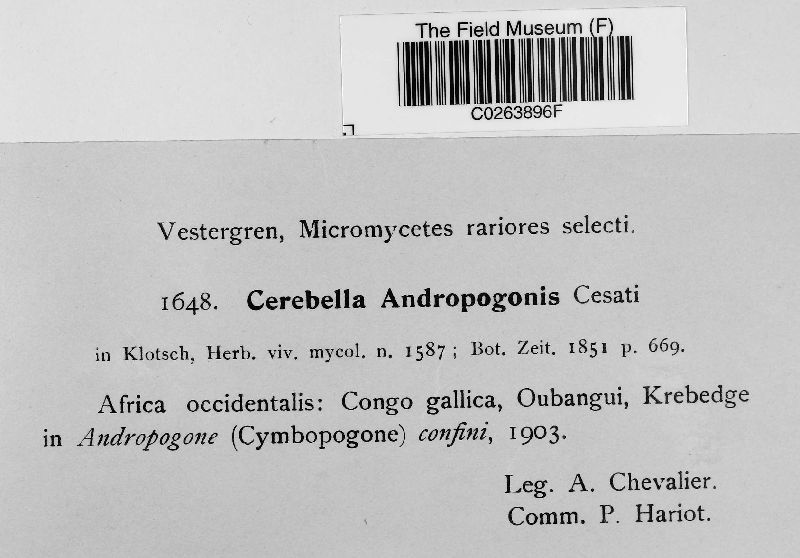 The Field Museum (F)
C0263896F
Vestergren, Micromycetes rariores selecti.
1648. Cerebella Andropogonis Cesati
in Klotsch, Herb. viv. mycol. n. 1587; Bot. Zeit. 1851 p. 669.
Africa occidentalis: Congo gallica, Oubangui, Krebedge
in Andropogone (Cymbopogone) confini, 1903.
Leg. A. Chevalier.
Comm. P. Hariot.